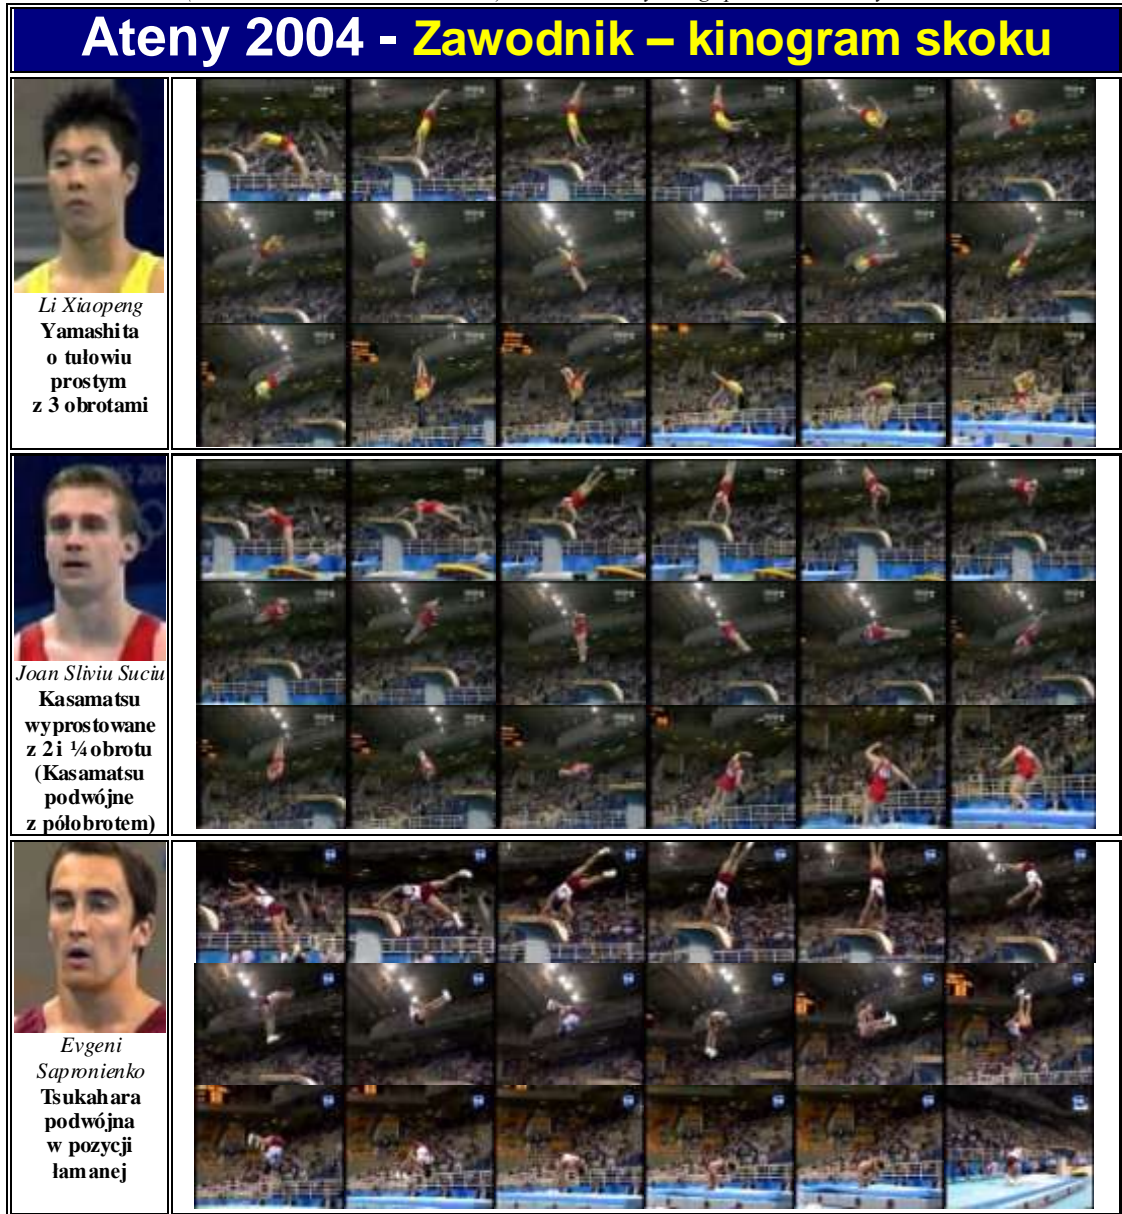 Ateny 2004 - Zawodnik – kinogram skoku
Li Xiaopeng
Yamashita
o tułowiu
prostym
z 3 obrotami
Joan Sliviu Suciu
Kasamatsu
wyprostowane
z 2 i ¼ obrotu
(Kasamatsu
podwójne
z półobrotem)
Evgeni
Sapronienko
Tsukahara
podwójna
w pozycji
łamanej